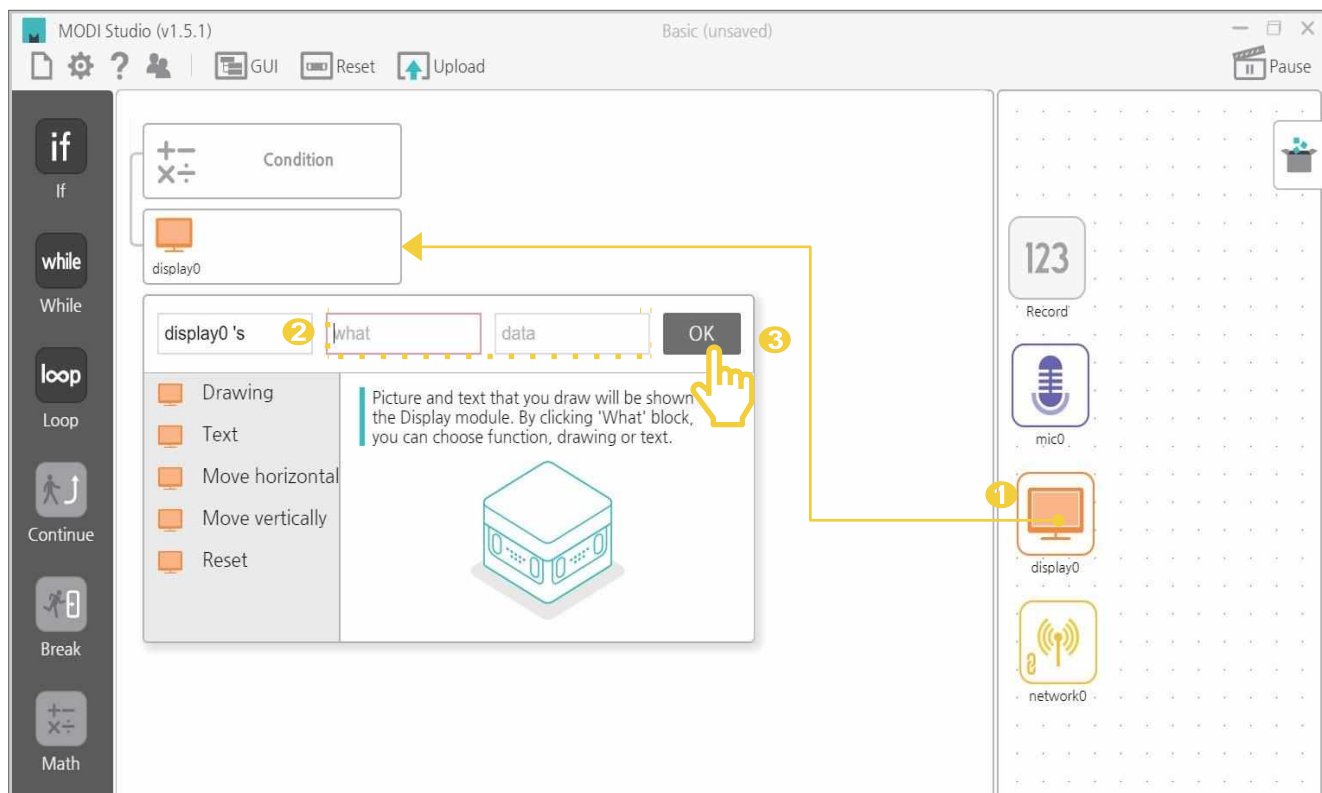 MODI Studio (v1.5.1)
Basic (unsaved)
GUI
Reset
Upload
Pause
if
If
while
While
loop
Loop
Continue
Break
Math
Condition
display0
display0 's
2
what
data
OK
3
Drawing
Text
Move horizontal
Move vertically
Reset
Picture and text that you draw will be shown
the Display module. By clicking 'What' block,
you can choose function, drawing or text.
123
Record
mic0
1
display0
network0